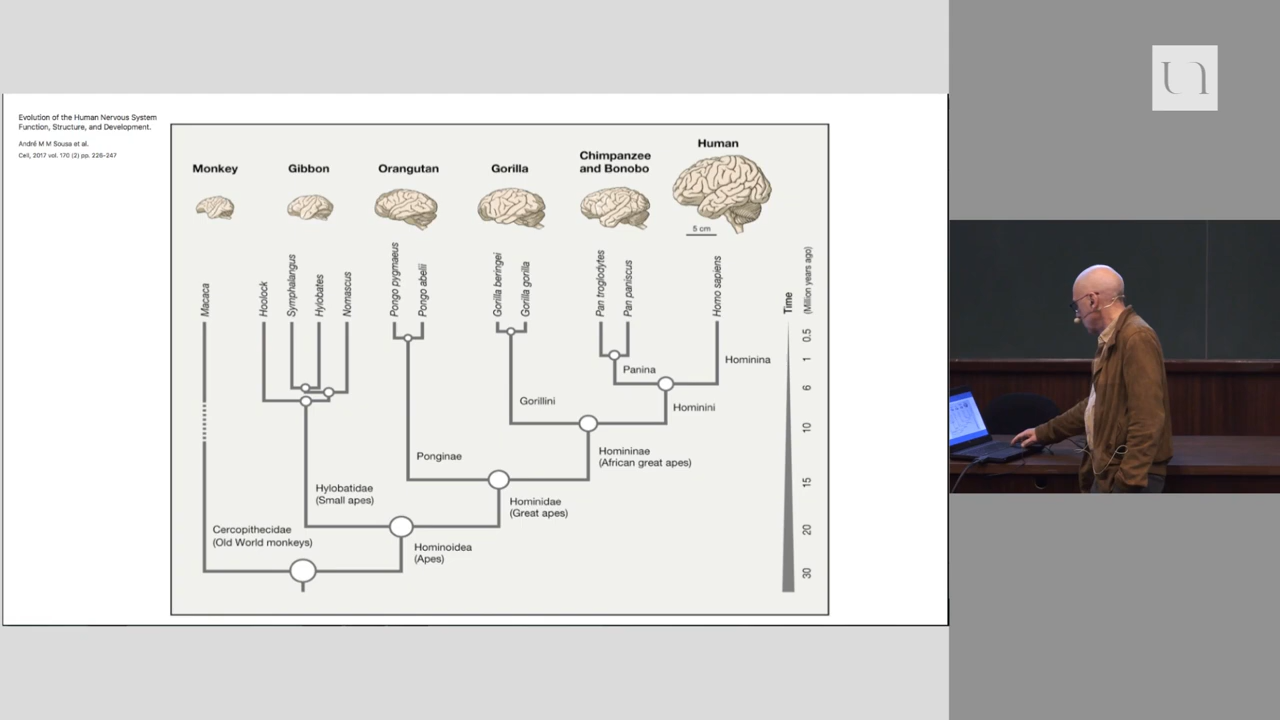 Evolution of the Human Nervous System
Function, Structure, and Development.
André M M Sousa et al.
Cell, 2017 vol. 170 (2) pp. 226-247
Monkey
Gibbon
Orangutan
Gorilla
Chimpanzee
and Bonobo
Human
5 cm
Macaca
Hoolock
Symphalangus
Hylobates
Nomascus
Pongo pygmaeus
Pongo abelii
Gorilla beringei
Gorilla gorilla
Pan troglodytes
Pan paniscus
Homo sapiens
Time
(Million years ago)
0.5
1
6
10
15
20
30
Hominina
Panina
Hominini
Gorillini
Homininae
(African great apes)
Ponginae
Hominidae
(Great apes)
Hylobatidae
(Small apes)
Hominoidea
(Apes)
Cercopithecidae
(Old World monkeys)